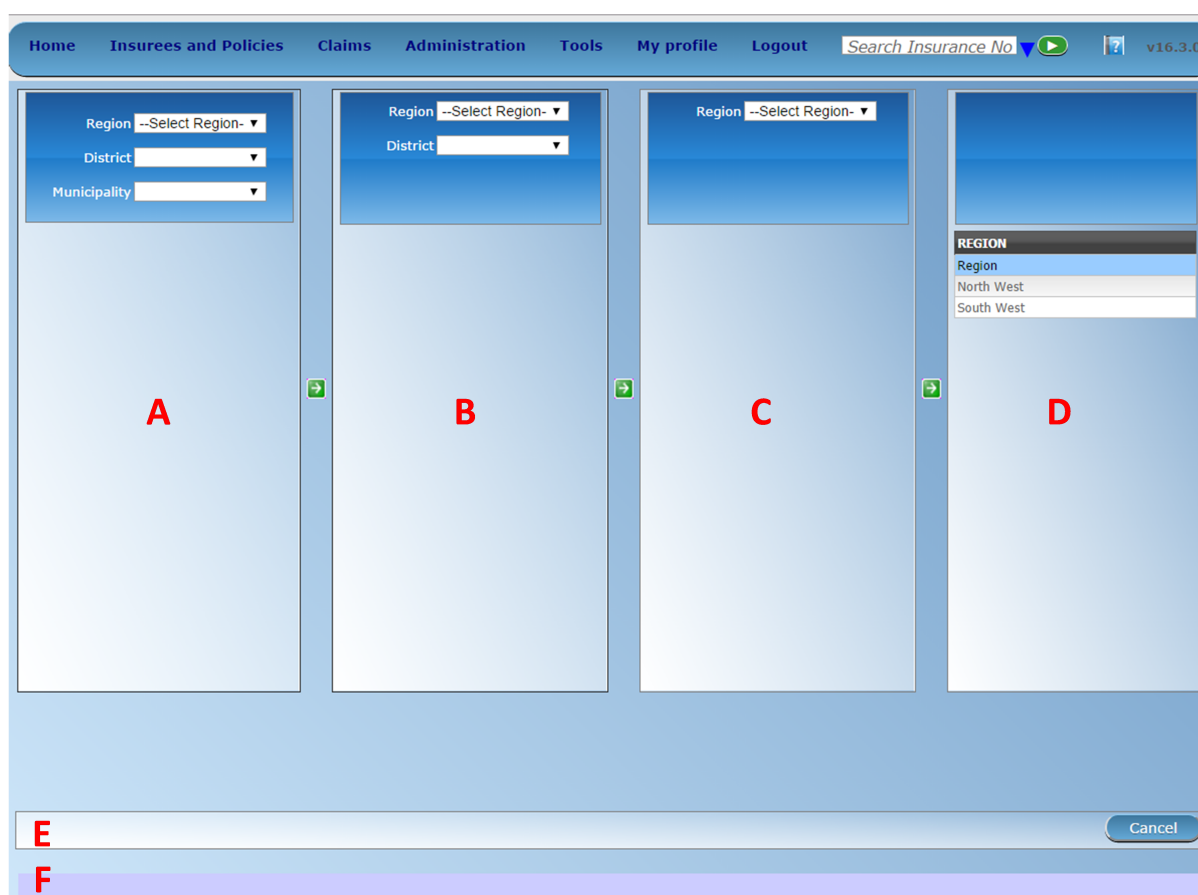 Home Insurees and Policies Claims Administration Tools My profile Logout Search Insurance No ? v16.3.0
Region --Select Region-
District
Municipality
Region --Select Region-
District
Region --Select Region-
REGION
Region
North West
South West
A B C D
E Cancel
F